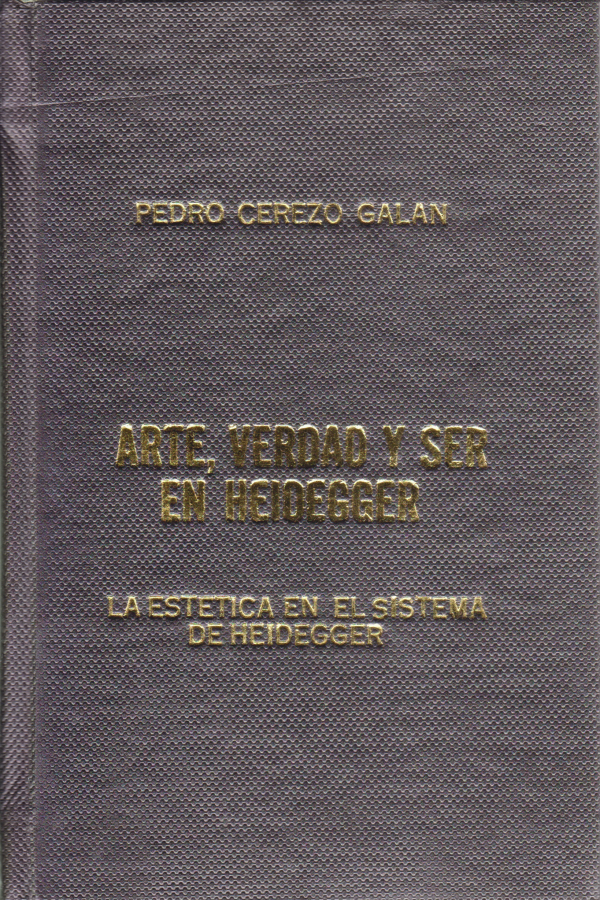 PEDRO CEREZO GALAN
ARTE, VERDAD Y SER
EN HEIDEGGER
LA ESTETICA EN EL SISTEMA
DE HEIDEGGER